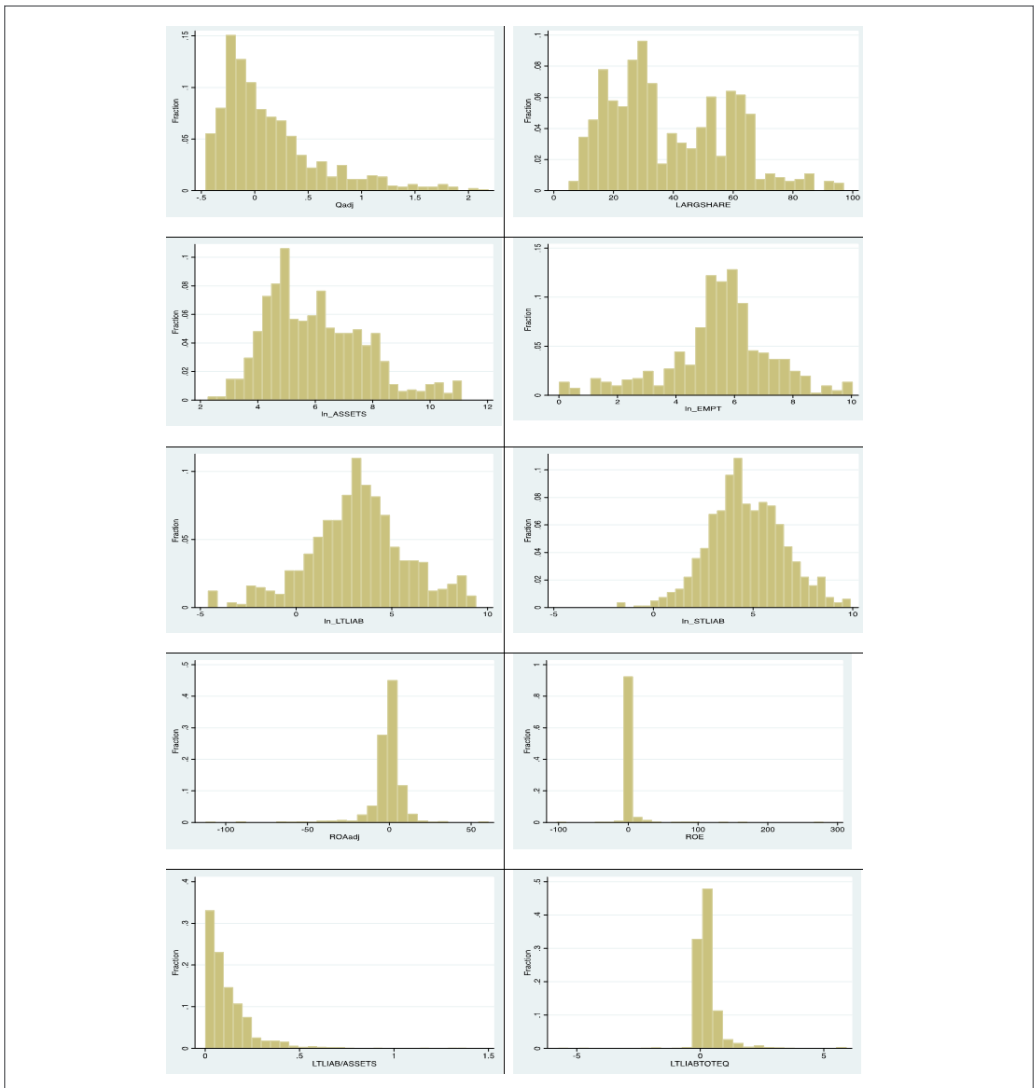 Fraction
0 .05 .1 .15
-.5 0 .5 1 1.5 2
Qadj
Fraction
0 .02 .04 .06 .08 .1
0 20 40 60 80 100
LARGSHARE
Fraction
0 .02 .04 .06 .08 .1
2 4 6 8 10 12
ln_ASSETS
Fraction
0 .05 .1 .15
0 2 4 6 8 10
ln_EMPT
Fraction
0 .05 .1
-5 0 5 10
ln_LTLIAB
Fraction
0 .02 .04 .06 .08 .1
-5 0 5 10
ln_STLIAB
Fraction
0 .1 .2 .3 .4 .5
-100 -50 0 50
ROAadj
Fraction
0 .2 .4 .6 .8 1
-100 0 100 200 300
ROE
Fraction
0 .1 .2 .3 .4
0 .5 1 1.5
LTLIAB/ASSETS
Fraction
0 .1 .2 .3 .4 .5
-5 0 5
LTLIABTOTEQ